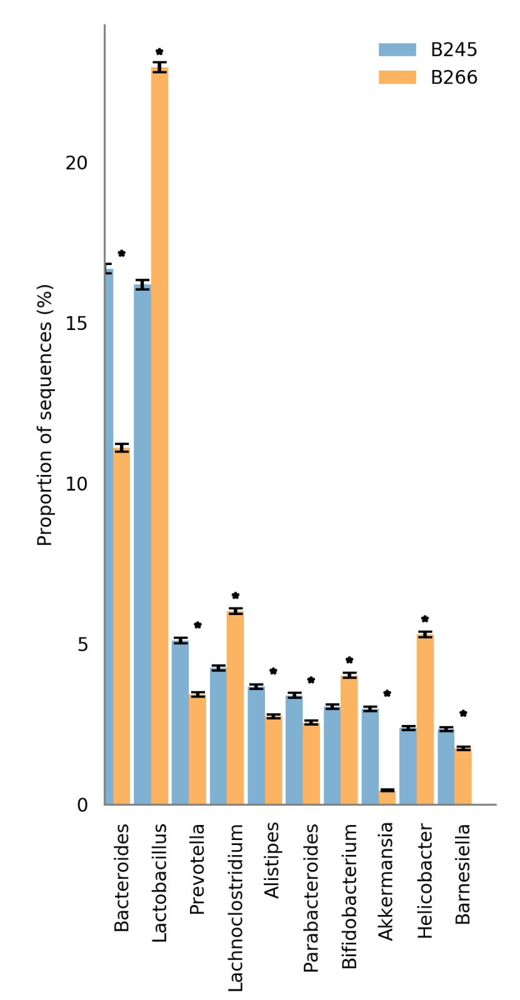 B245
B266
*
*
*
*
*
*
*
*
*
*
20
15
10
5
0
Proportion of sequences (%)
Bacteroides
Lactobacillus
Prevotella
Lachnoclostridium
Alistipes
Parabacteroides
Bifidobacterium
Akkermansia
Helicobacter
Barnesiella